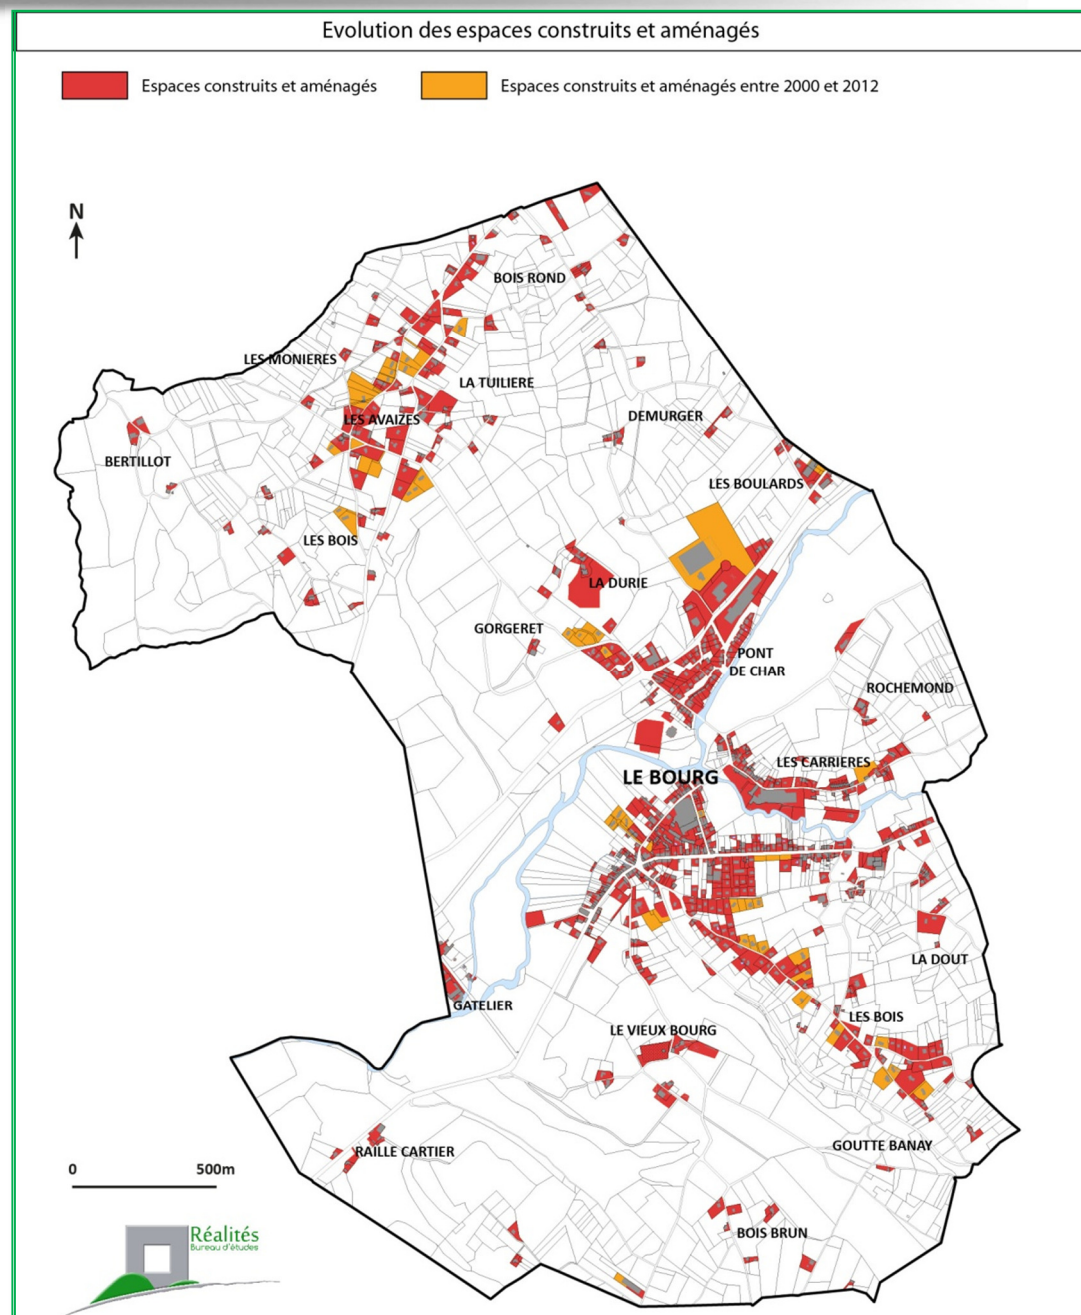 Evolution des espaces construits et aménagés
Espaces construits et aménagés
Espaces construits et aménagés entre 2000 et 2012
N
BOIS ROND
LES MONIERES
LA TUILIERE
LES AVAIZES
DEMURGER
BERTILLOT
LES BOULARDS
LES BOIS
LA DURIE
GORGERET
PONT
DE CHAR
ROCHEMOND
LES CARRIERES
LE BOURG
LA DOUT
GATELIER
LES BOIS
LE VIEUX BOURG
RAILLE CARTIER
GOUTTE BANAY
BOIS BRUN
0 500m
Réalités
Bureau d'études